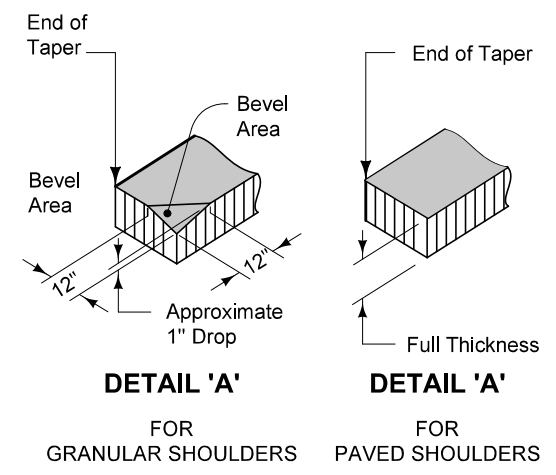 End of
Taper
Bevel
Area
Bevel
Area
12"
12"
Approximate
1" Drop
DETAIL 'A'
FOR
GRANULAR SHOULDERS
End of Taper
Full Thickness
DETAIL 'A'
FOR
PAVED SHOULDERS